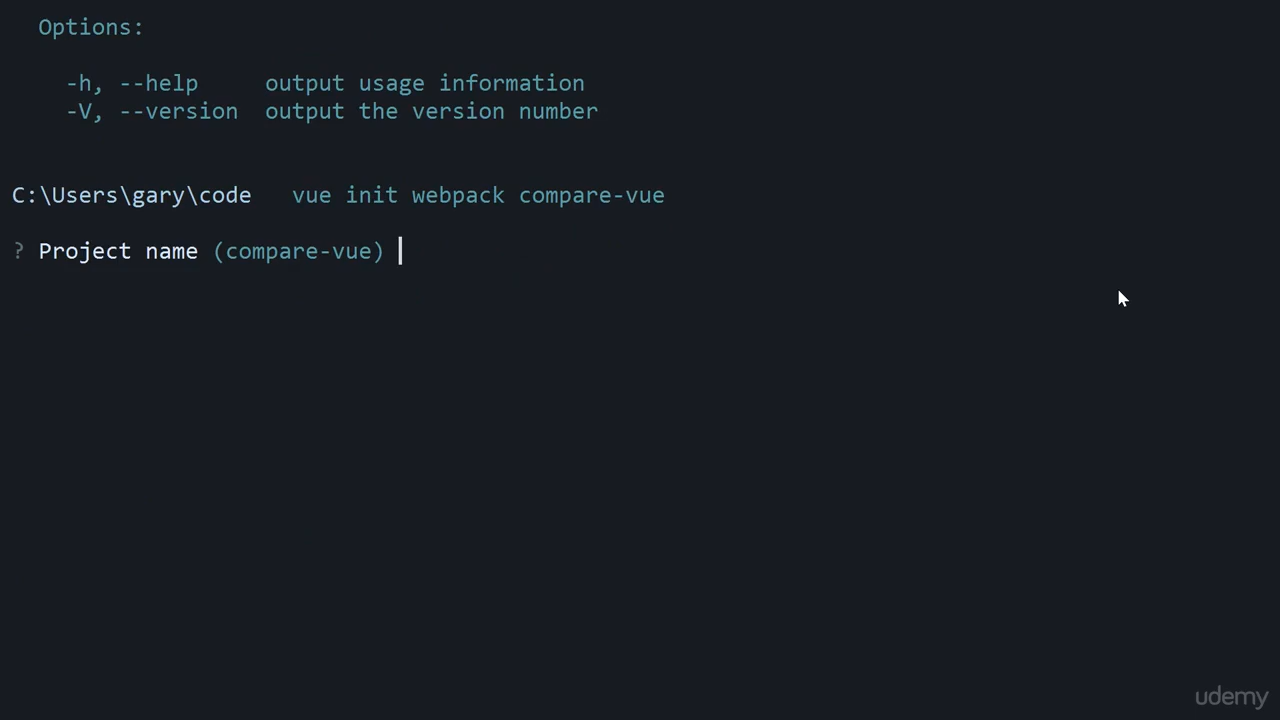 Options:
-h, --help output usage information
-V, --version output the version number
C:\Users\gary\code vue init webpack compare-vue
? Project name (compare-vue)
udemy